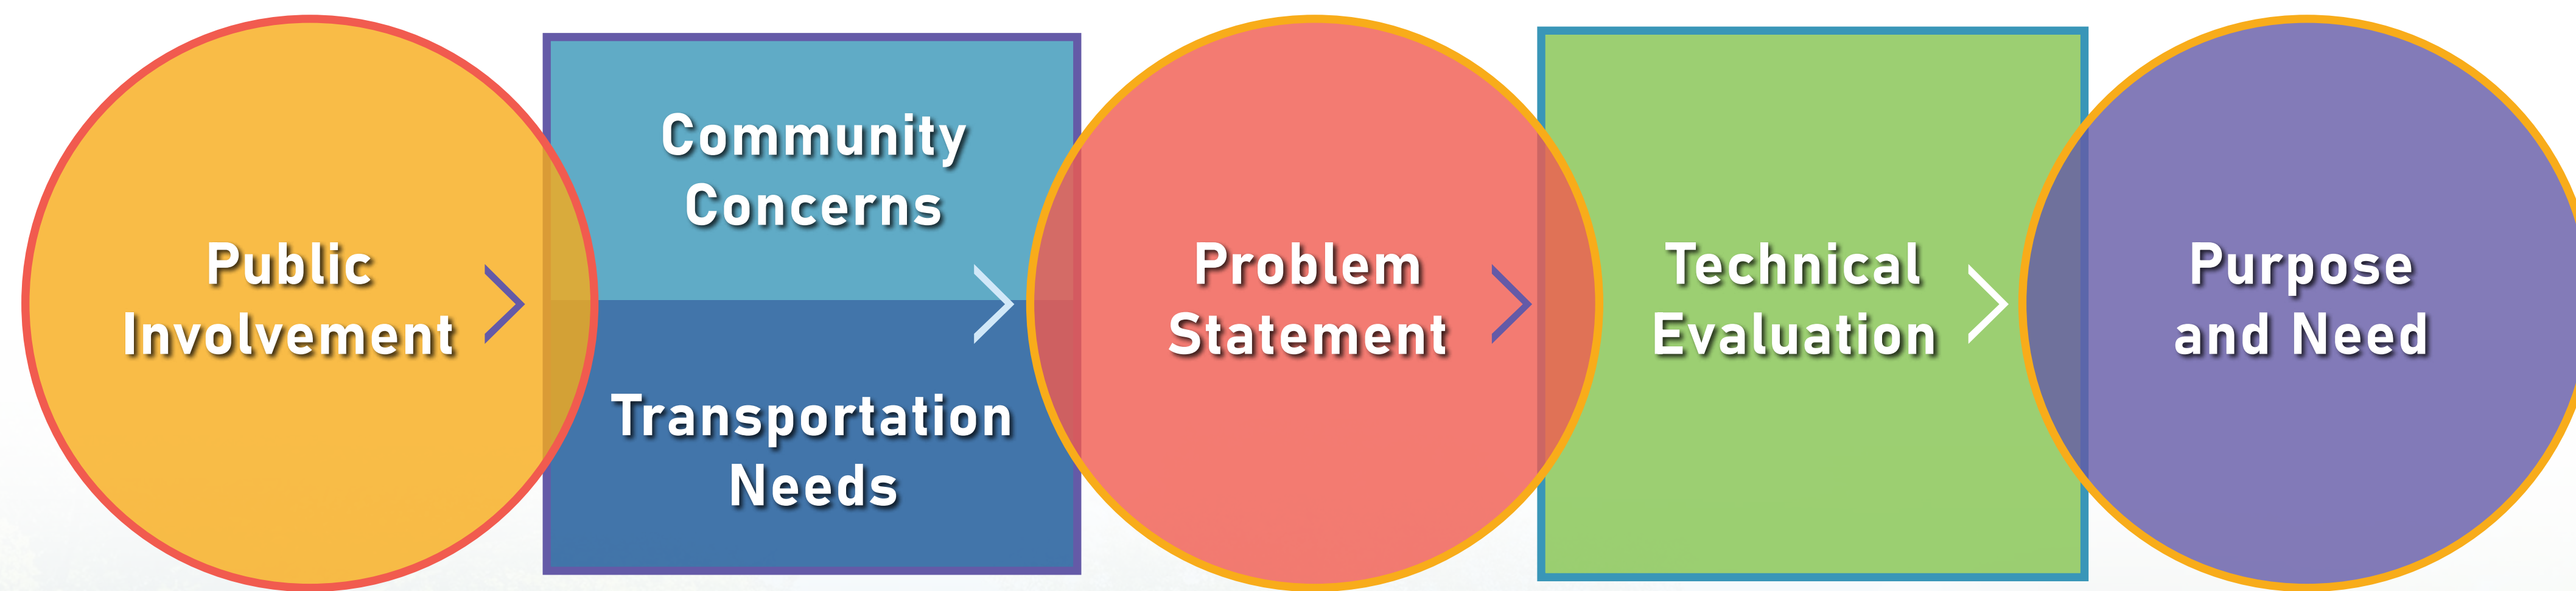 Public
Involvement
Community
Concerns
Transportation
Needs
Problem
Statement
Technical
Evaluation
Purpose
and Need